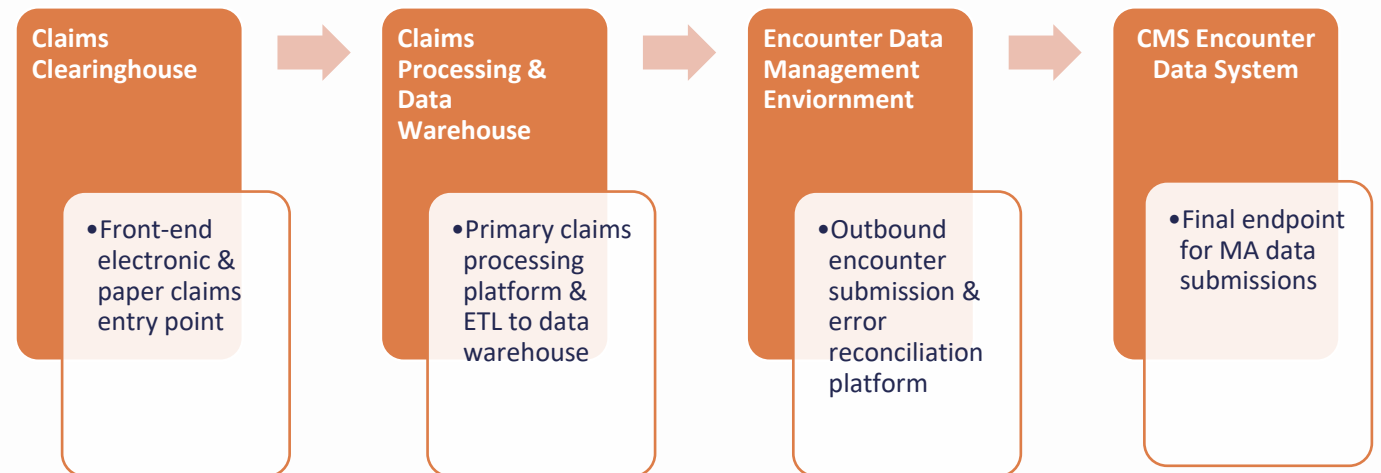 Claims
Clearinghouse
•Front-end
electronic &
paper claims
entry point
Claims
Processing &
Data
Warehouse
•Primary claims
processing
platform &
ETL to data
warehouse
Encounter Data
Management
Enviornment
•Outbound
encounter
submission &
error
reconciliation
platform
CMS Encounter
Data System
•Final endpoint
for MA data
submissions